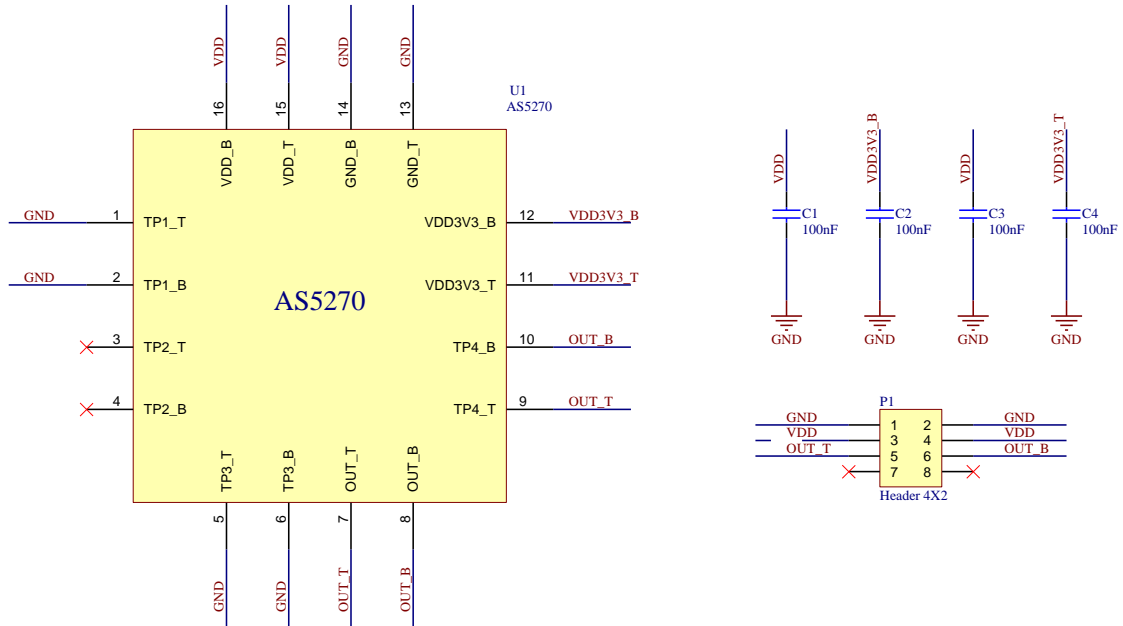 VDD
VDD
GND
GND
16
15
14
13
U1
AS5270
VDD_B
VDD_T
GND_B
GND_T
GND
1
TP1_T
VDD3V3_B
12
VDD3V3_B
GND
2
TP1_B
VDD3V3_T
11
VDD3V3_T
AS5270
3
TP2_T
TP4_B
10
OUT_B
4
TP2_B
TP4_T
9
OUT_T
TP3_T
TP3_B
OUT_T
OUT_B
5
6
7
8
GND
GND
OUT_T
OUT_B
VDD
VDD3V3_B
VDD
VDD3V3_T
C1
100nF
C2
100nF
C3
100nF
C4
100nF
GND
GND
GND
GND
P1
GND
1
2
GND
VDD
3
4
VDD
OUT_T
5
6
OUT_B
7
8
Header 4X2